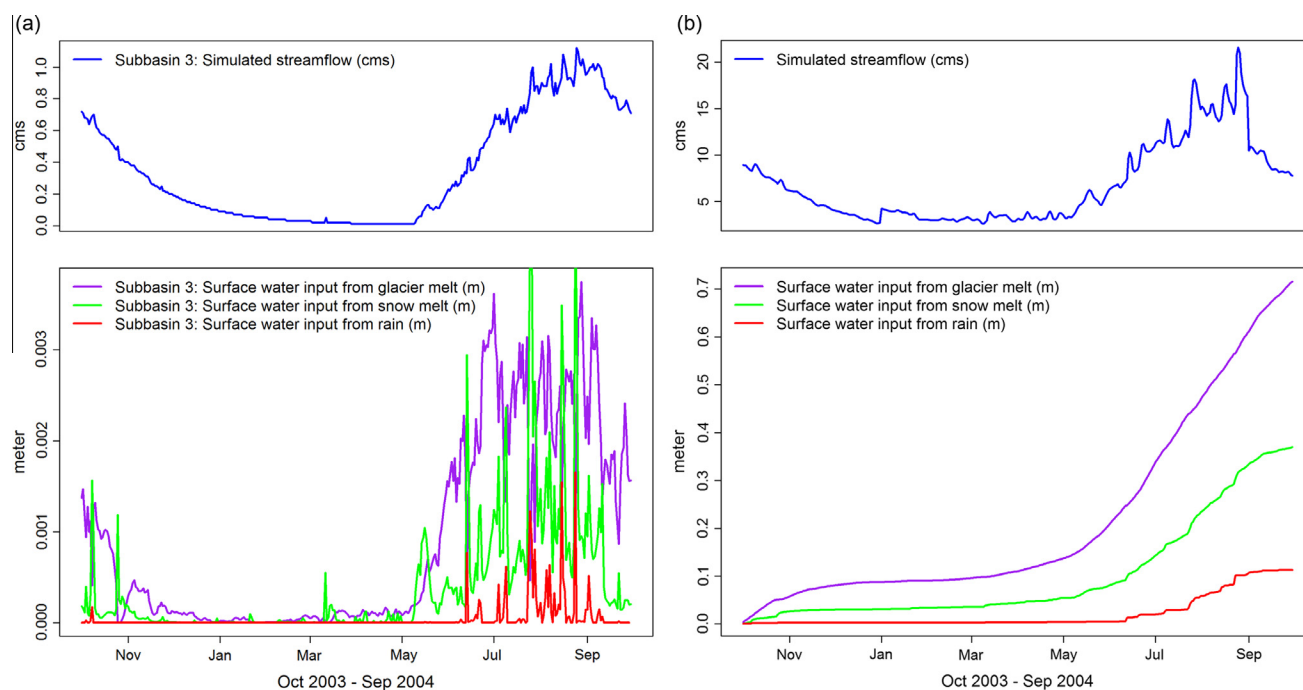 (a)
Subbasin 3: Simulated streamflow (cms)
cms
0.0
0.2
0.4
0.6
0.8
1.0
Subbasin 3: Surface water input from glacier melt (m)
Subbasin 3: Surface water input from snow melt (m)
Subbasin 3: Surface water input from rain (m)
meter
0.000
0.001
0.002
0.003
Nov
Jan
Mar
May
Jul
Sep
Oct 2003 - Sep 2004
(b)
Simulated streamflow (cms)
cms
5
10
15
20
Surface water input from glacier melt (m)
Surface water input from snow melt (m)
Surface water input from rain (m)
meter
0.0
0.1
0.2
0.3
0.4
0.5
0.6
0.7
Nov
Jan
Mar
May
Jul
Sep
Oct 2003 - Sep 2004